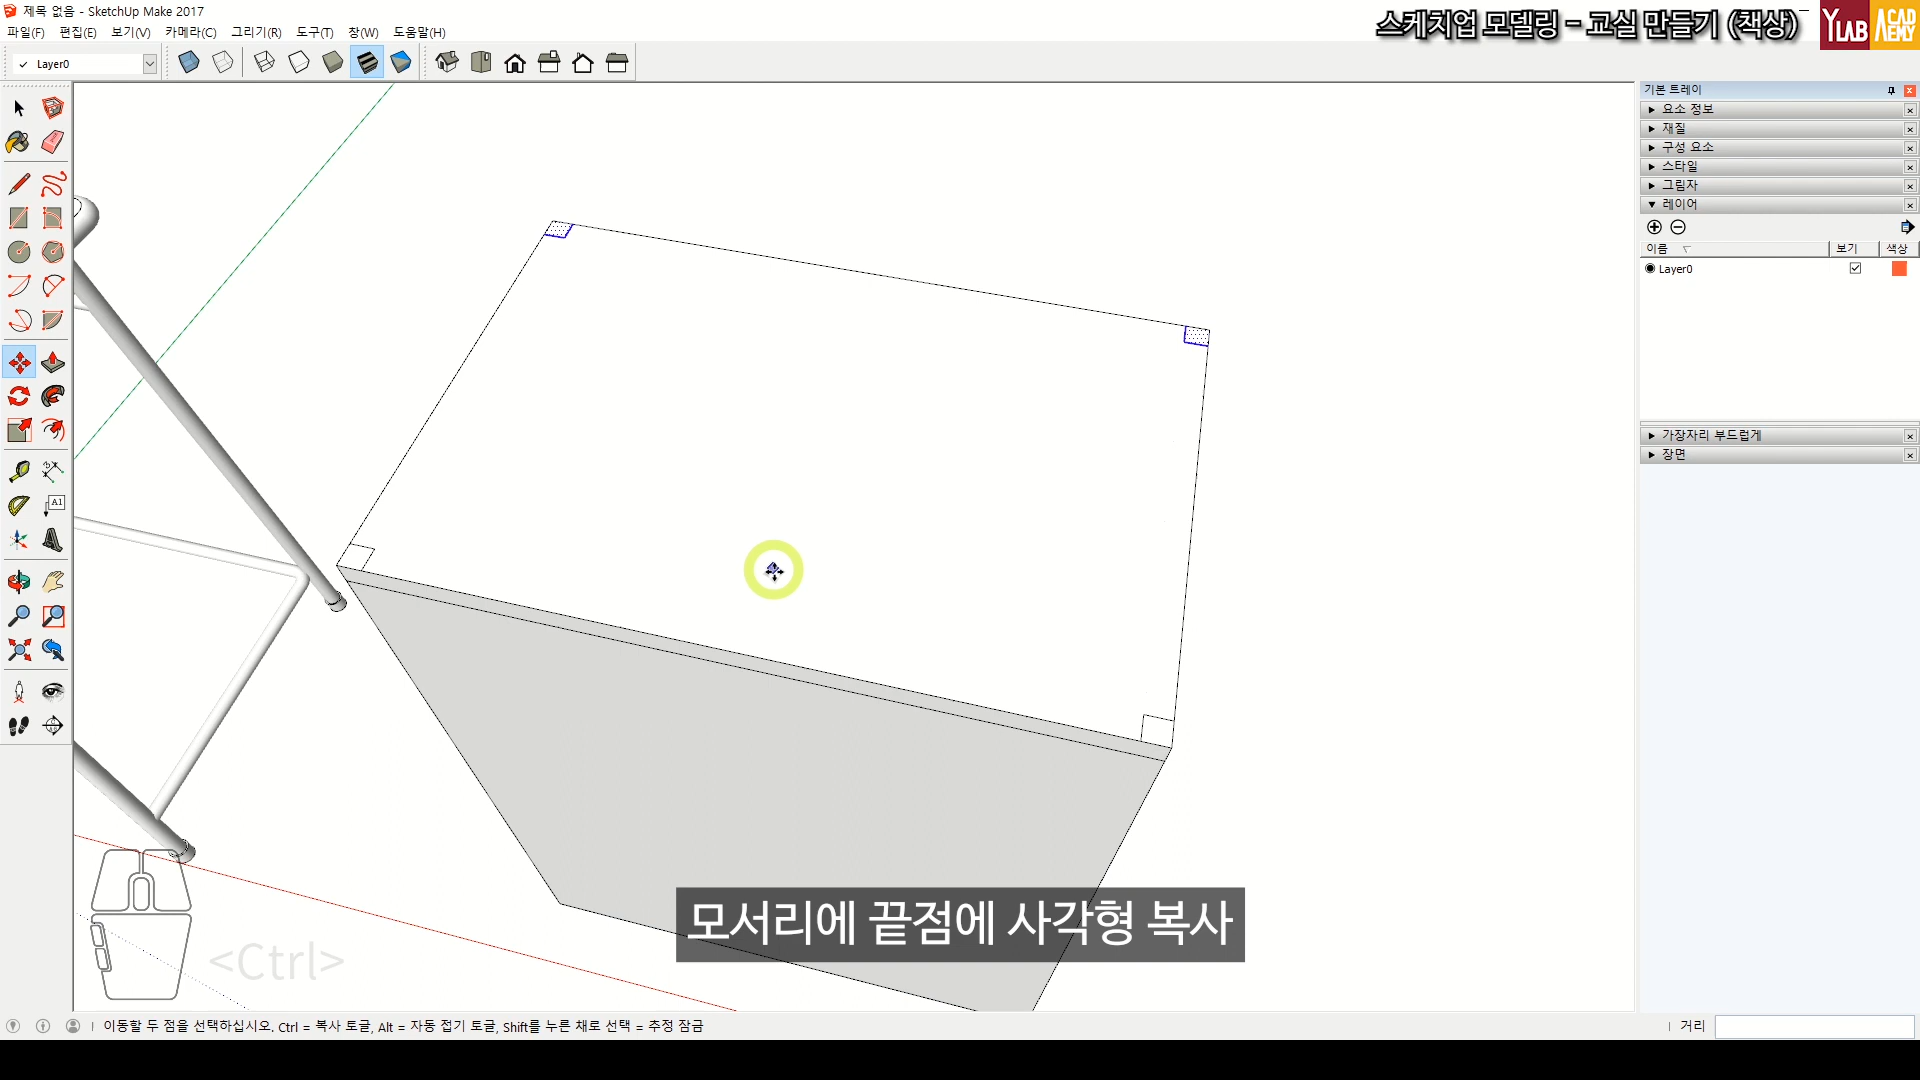 제목 없음 - SketchUp Make 2017
스케치업 모델링 - 교실 만들기 (책상)
YLAB ACADEMY
파일(F) 편집(E) 보기(V) 카메라(C) 그리기(R) 도구(T) 창(W) 도움말(H)
Layer0
기본 트레이
요소 정보
재질
구성 요소
스타일
그림자
레이어
이름 보기 색상
Layer0
가장자리 부드럽게
장면
A1
모서리에 끝점에 사각형 복사
<Ctrl>
이동할 두 점을 선택하십시오. Ctrl = 복사 토글, Alt = 자동 접기 토글, Shift를 누른 채로 선택 = 추정 잠금
거리